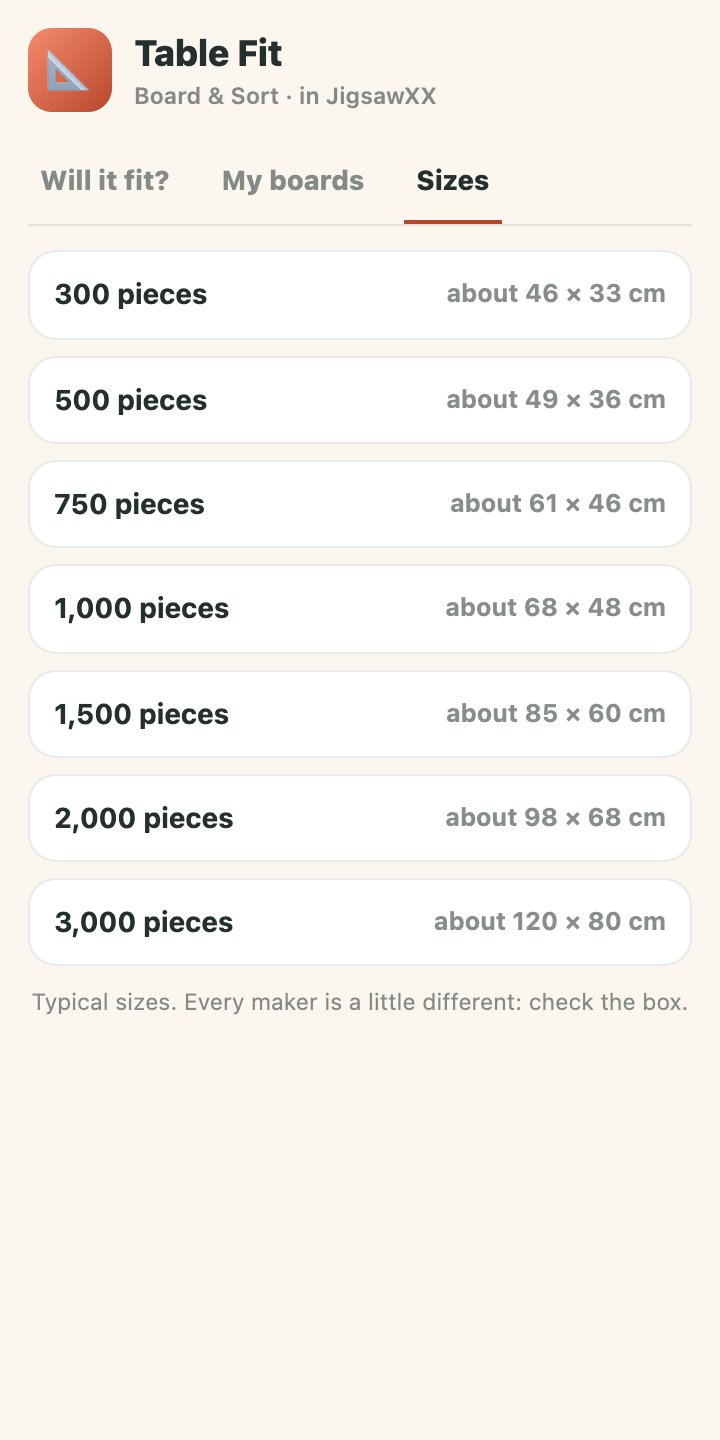 Table Fit
Board & Sort · in JigsawXX
Will it fit? My boards Sizes
300 pieces about 46 × 33 cm
500 pieces about 49 × 36 cm
750 pieces about 61 × 46 cm
1,000 pieces about 68 × 48 cm
1,500 pieces about 85 × 60 cm
2,000 pieces about 98 × 68 cm
3,000 pieces about 120 × 80 cm
Typical sizes. Every maker is a little different: check the box.